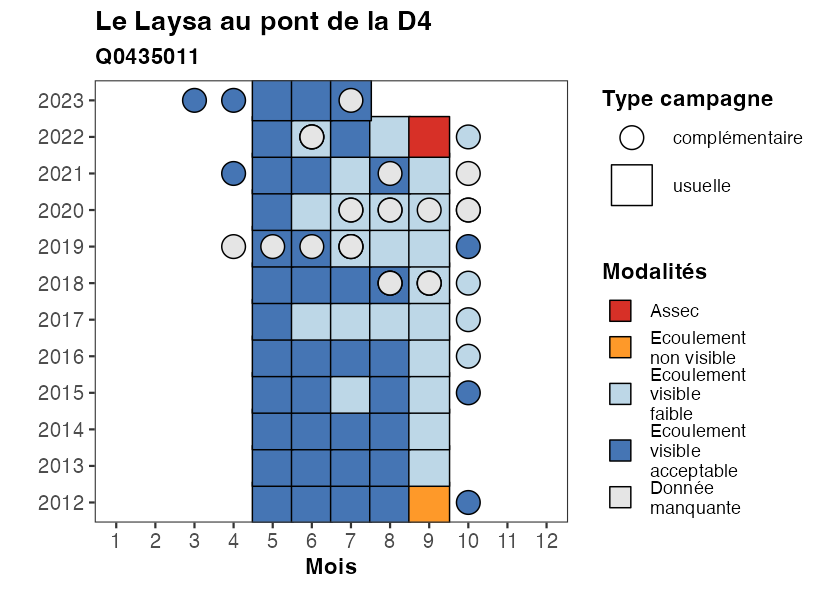 Le Laysa au pont de la D4
Q0435011
2023
2022
2021
2020
2019
2018
2017
2016
2015
2014
2013
2012
1 2 3 4 5 6 7 8 9 10 11 12
Mois
Type campagne
complémentaire
usuelle
Modalités
Assec
Ecoulement
non visible
Ecoulement
visible
faible
Ecoulement
visible
acceptable
Donnée
manquante